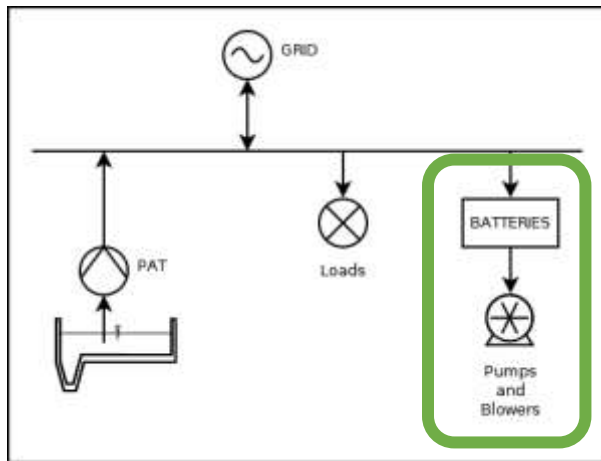 GRID
PAT
Loads
BATTERIES
Pumps
and
Blowers